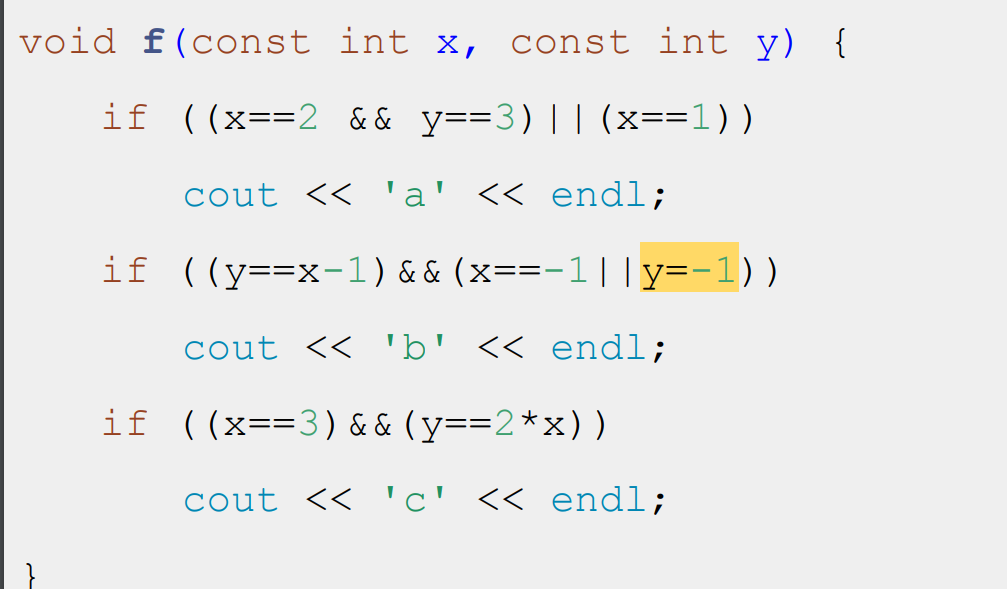 void f(const int x, const int y) {
if ((x==2 && y==3)||(x==1))
cout << 'a' << endl;
if ((y==x-1)&&(x==-1||y=-1))
cout << 'b' << endl;
if ((x==3)&&(y==2*x))
cout << 'c' << endl;
}